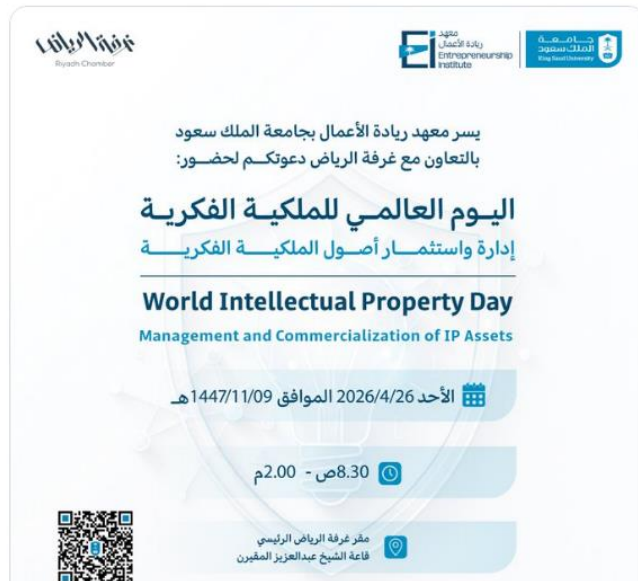 غرفة الرياض
Riyadh Chamber
معهد
ريادة الأعمال
Entrepreneurship
Institute
جامعة
الملك سعود
King Saud University
يسر معهد ريادة الأعمال بجامعة الملك سعود
بالتعاون مع غرفة الرياض دعوتكم لحضور:
اليوم العالمي للملكية الفكرية
إدارة واستثمار أصول الملكية الفكرية
World Intellectual Property Day
Management and Commercialization of IP Assets
الأحد 2026/4/26 الموافق 1447/11/09هـ
8.30ص - 2.00م
مقر غرفة الرياض الرئيسي
قاعة الشيخ عبدالعزيز المقيرن